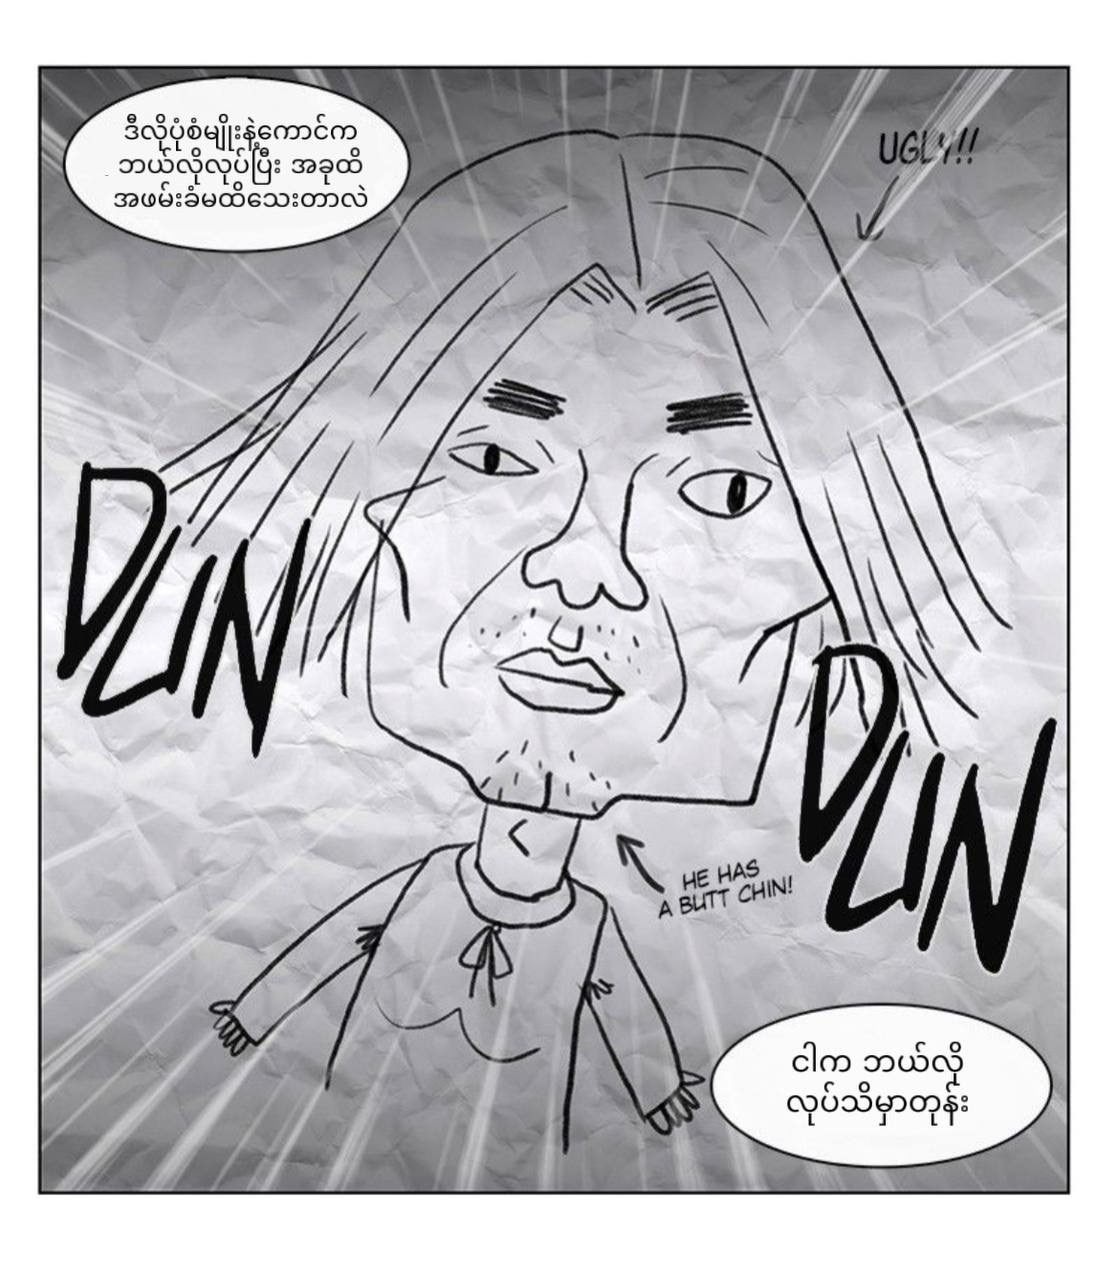 ဒီလိုပုံစံမျိုးနဲ့ကောင်က
ဘယ်လိုလုပ်ပြီး အခုထိ
အဖမ်းခံမထိသေးတာလဲ
UGLY!!
DUN
DUN
HE HAS
A BUTT CHIN!
ငါက ဘယ်လို
လုပ်သိမှာတုန်း